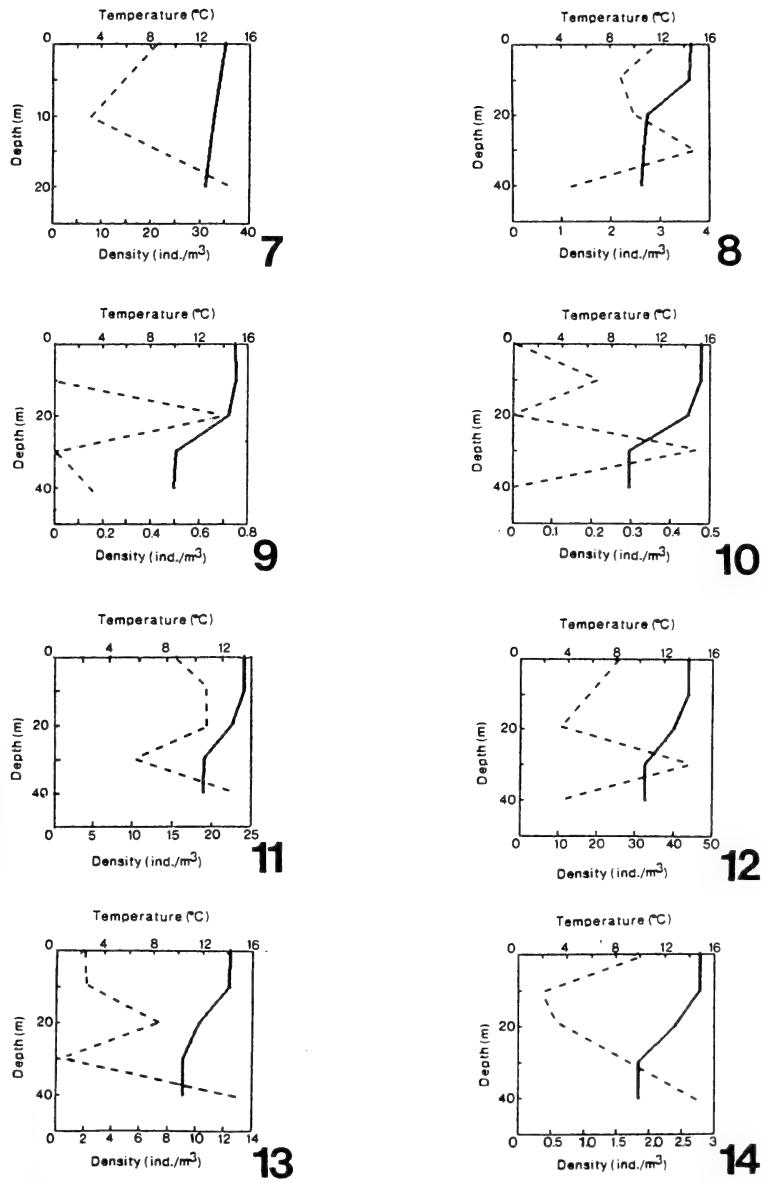 Temperature (°C)
0 4 8 12 16
Depth (m)
10
20
0 10 20 30 40
Density (ind./m³)
7
Temperature (°C)
0 4 8 12 16
Depth (m)
20
40
0 1 2 3 4
Density (ind./m³)
8
Temperature (°C)
0 4 8 12 16
Depth (m)
20
40
0 0.2 0.4 0.6 0.8
Density (ind./m³)
9
Temperature (°C)
0 4 8 12 16
Depth (m)
20
40
0 0.1 0.2 0.3 0.4 0.5
Density (ind./m³)
10
Temperature (°C)
0 4 8 12
Depth (m)
20
40
0 5 10 15 20 25
Density (ind./m³)
11
Temperature (°C)
0 4 8 12 16
Depth (m)
20
40
0 10 20 30 40 50
Density (ind./m³)
12
Temperature (°C)
0 4 8 12 16
Depth (m)
20
40
0 2 4 6 8 10 12 14
Density (ind./m³)
13
Temperature (°C)
0 4 8 12 16
Depth (m)
20
40
0 0.5 1.0 1.5 2.0 2.5 3
Density (ind./m³)
14